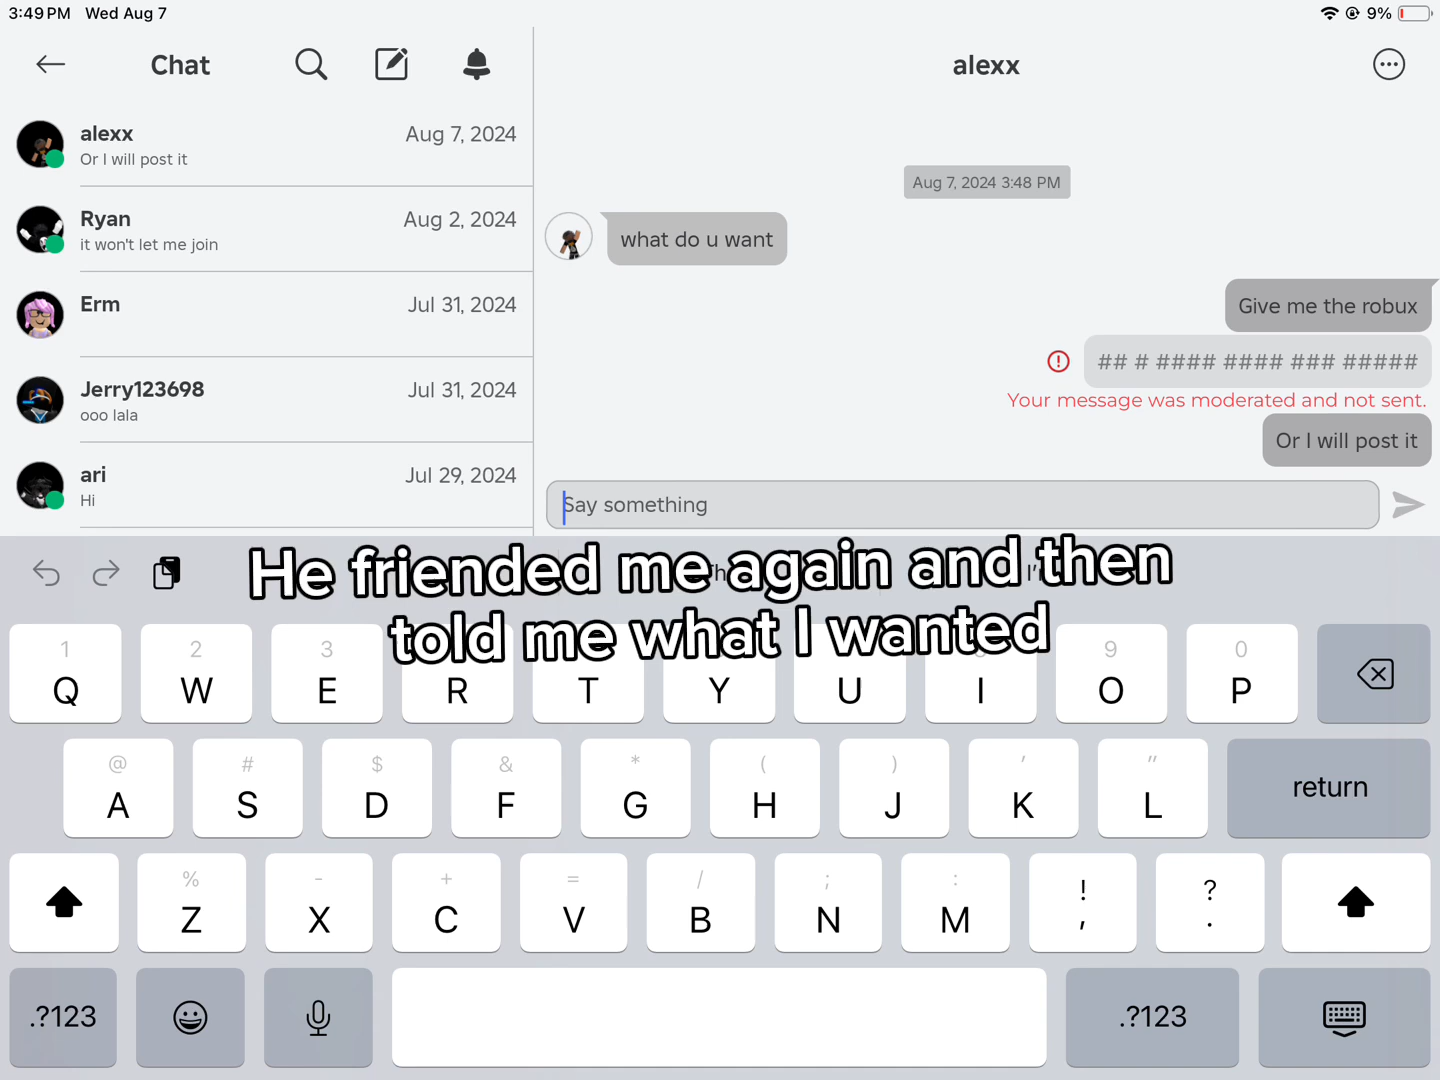 3:49 PM Wed Aug 7
9%
Chat
alexx
Aug 7, 2024
Or I will post it
Ryan
Aug 2, 2024
it won't let me join
Erm
Jul 31, 2024
Jerry123698
Jul 31, 2024
ooo lala
ari
Jul 29, 2024
Hi
alexx
Aug 7, 2024 3:48 PM
what do u want
Give me the robux
## # #### #### ### #####
Your message was moderated and not sent.
Or I will post it
Say something
He friended me again and then
told me what I wanted
1 2 3 9 0
Q W E R T Y U I O P
@ # $ & * ( ) ' "
A S D F G H J K L return
% - + = / ; : ! ?
Z X C V B N M , .
.?123 .?123